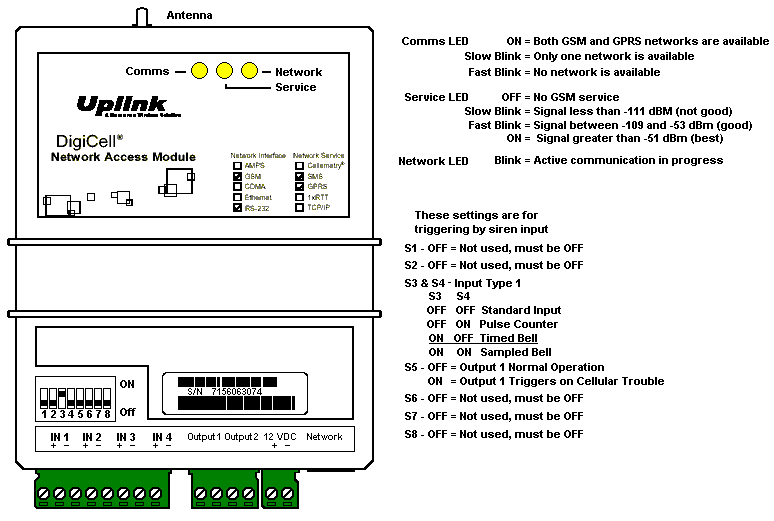 Antenna
Comms
Network
Service
Uplink
DigiCell®
Network Access Module
Network Interface
AMPS
GSM
CDMA
Ethernet
RS-232
Network Service
Cellemetry®
SMS
GPRS
1xRTT
TCP/IP
ON
Off
1 2 3 4 5 6 7 8
S/N 7156063074
IN 1 IN 2 IN 3 IN 4 Output1 Output2 12 VDC Network
+ − + − + − + − + −
Comms LED ON = Both GSM and GPRS networks are available
Slow Blink = Only one network is available
Fast Blink = No network is available
Service LED OFF = No GSM service
Slow Blink = Signal less than -111 dBM (not good)
Fast Blink = Signal between -109 and -53 dBm (good)
ON = Signal greater than -51 dBm (best)
Network LED Blink = Active communication in progress
These settings are for
triggering by siren input
S1 - OFF = Not used, must be OFF
S2 - OFF = Not used, must be OFF
S3 & S4 - Input Type 1
S3 S4
OFF OFF Standard Input
OFF ON Pulse Counter
ON OFF Timed Bell
ON ON Sampled Bell
S5 - OFF = Output 1 Normal Operation
ON = Output 1 Triggers on Cellular Trouble
S6 - OFF = Not used, must be OFF
S7 - OFF = Not used, must be OFF
S8 - OFF = Not used, must be OFF